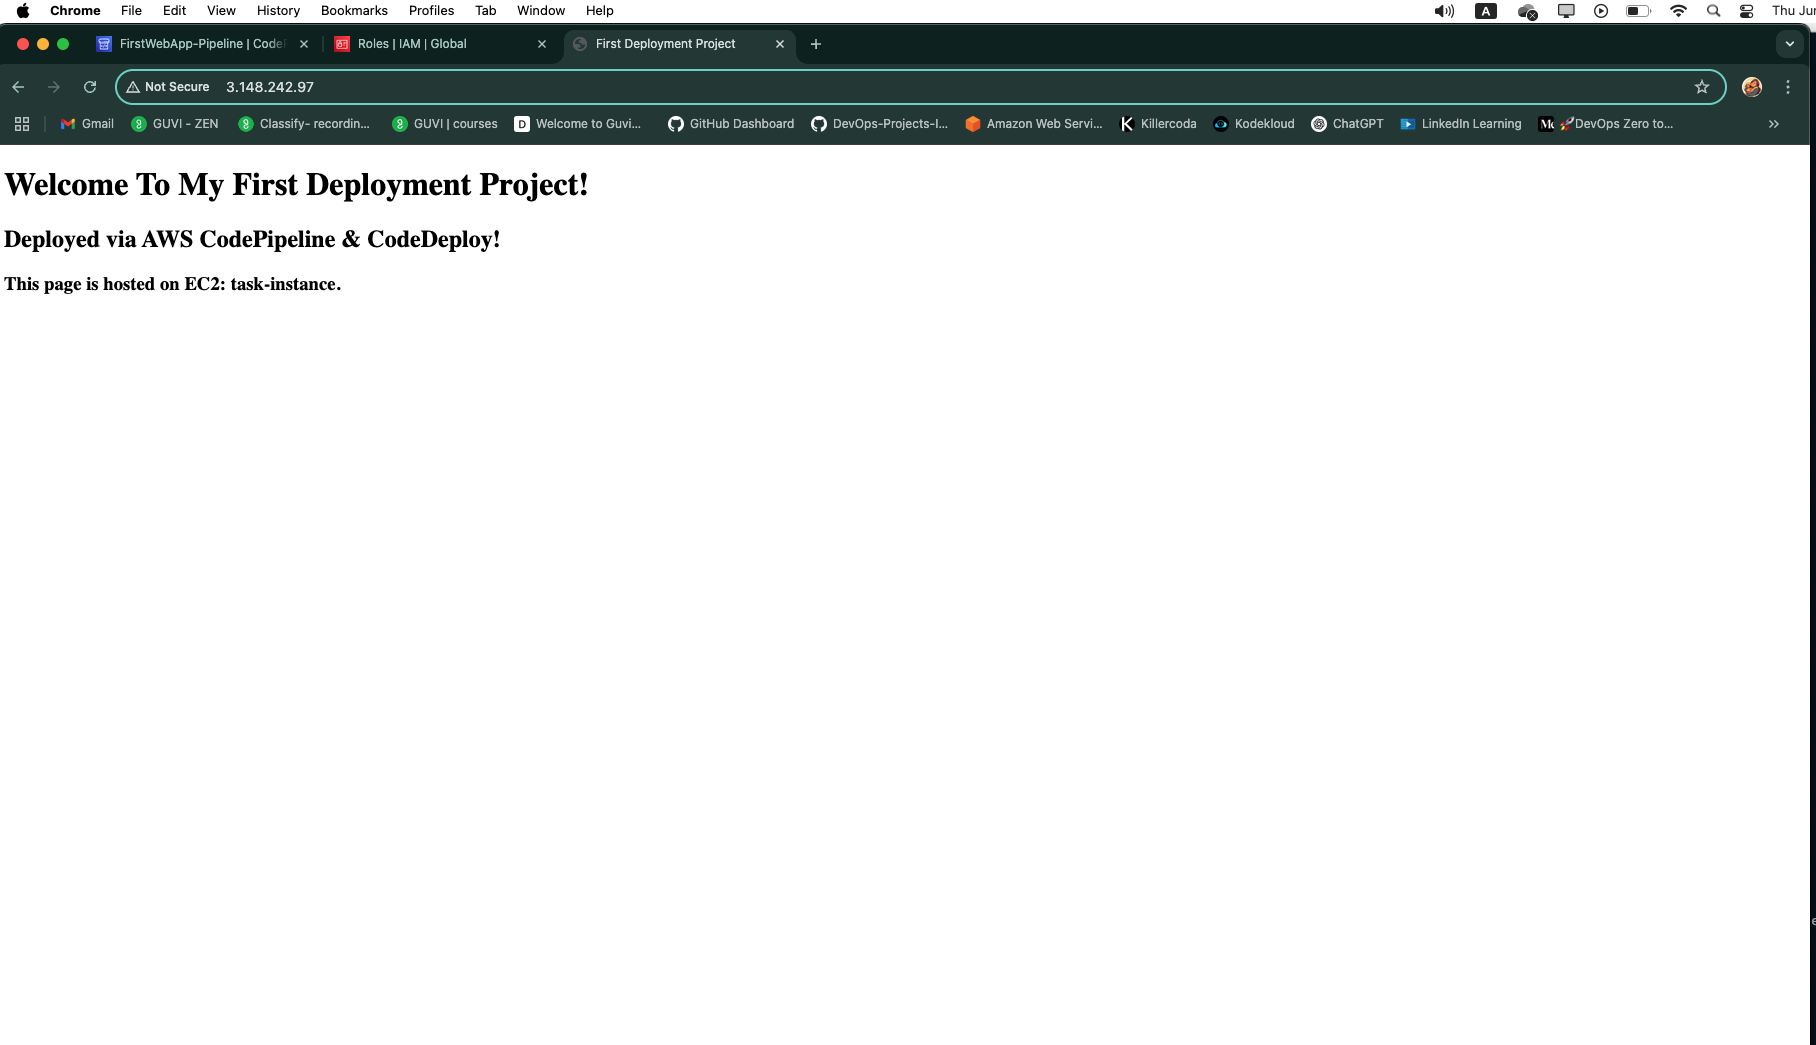 Chrome File Edit View History Bookmarks Profiles Tab Window Help A Thu
FirstWebApp-Pipeline | Code Roles | IAM | Global First Deployment Project
Not Secure 3.148.242.97
Gmail GUVI - ZEN Classify- recordin... GUVI | courses D Welcome to Guvi... GitHub Dashboard DevOps-Projects-I... Amazon Web Servi... K Killercoda Kodekloud ChatGPT LinkedIn Learning 🚀DevOps Zero to...
Welcome To My First Deployment Project!
Deployed via AWS CodePipeline & CodeDeploy!
This page is hosted on EC2: task-instance.